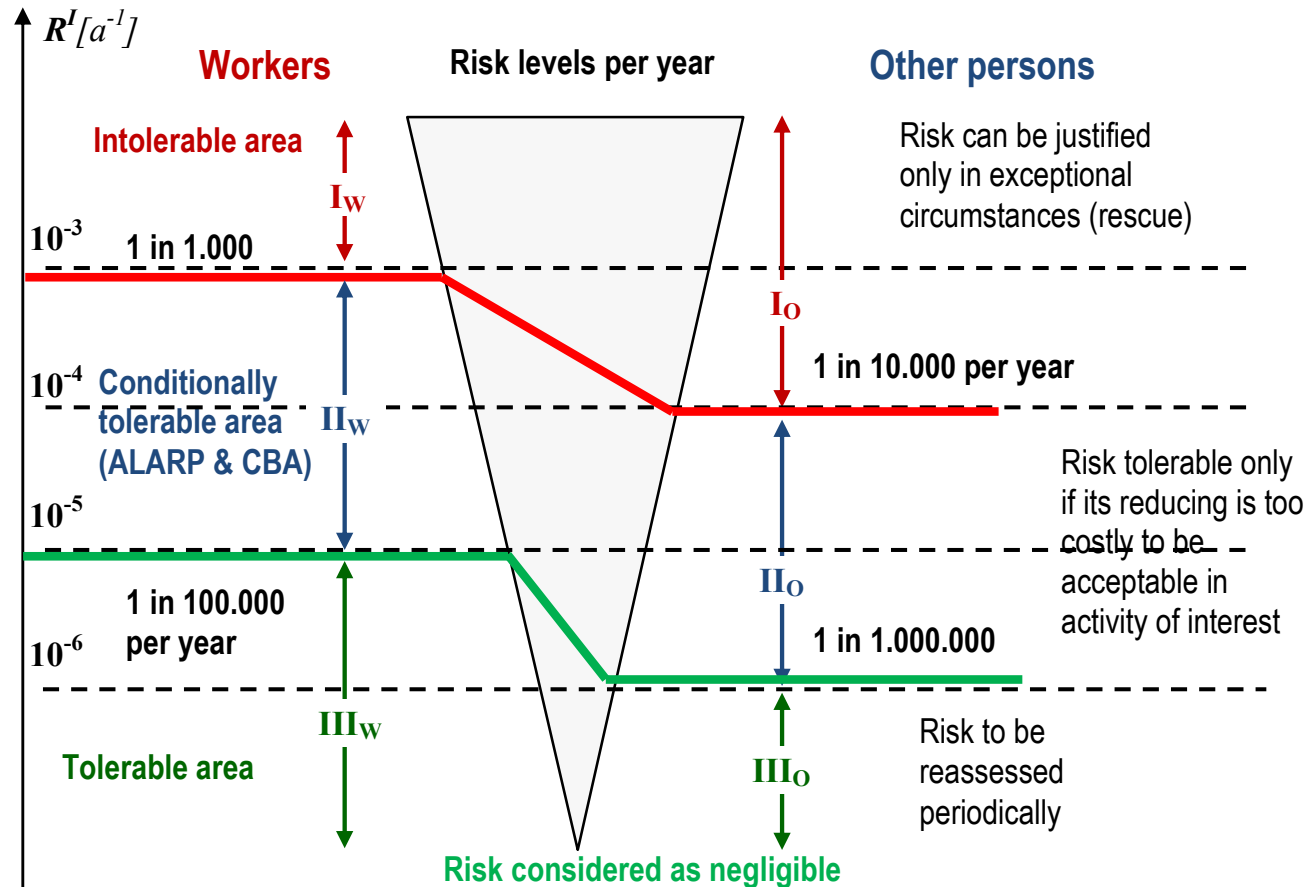 R^I[a^-1]
Workers
Risk levels per year
Other persons
Intolerable area
Risk can be justified
only in exceptional
circumstances (rescue)
I_W
10^-3
1 in 1.000
I_O
1 in 10.000 per year
10^-4
Conditionally
tolerable area
(ALARP & CBA)
II_W
Risk tolerable only
if its reducing is too
costly to be
acceptable in
activity of interest
10^-5
II_O
1 in 100.000
per year
1 in 1.000.000
10^-6
III_W
Risk to be
reassessed
periodically
Tolerable area
III_O
Risk considered as negligible